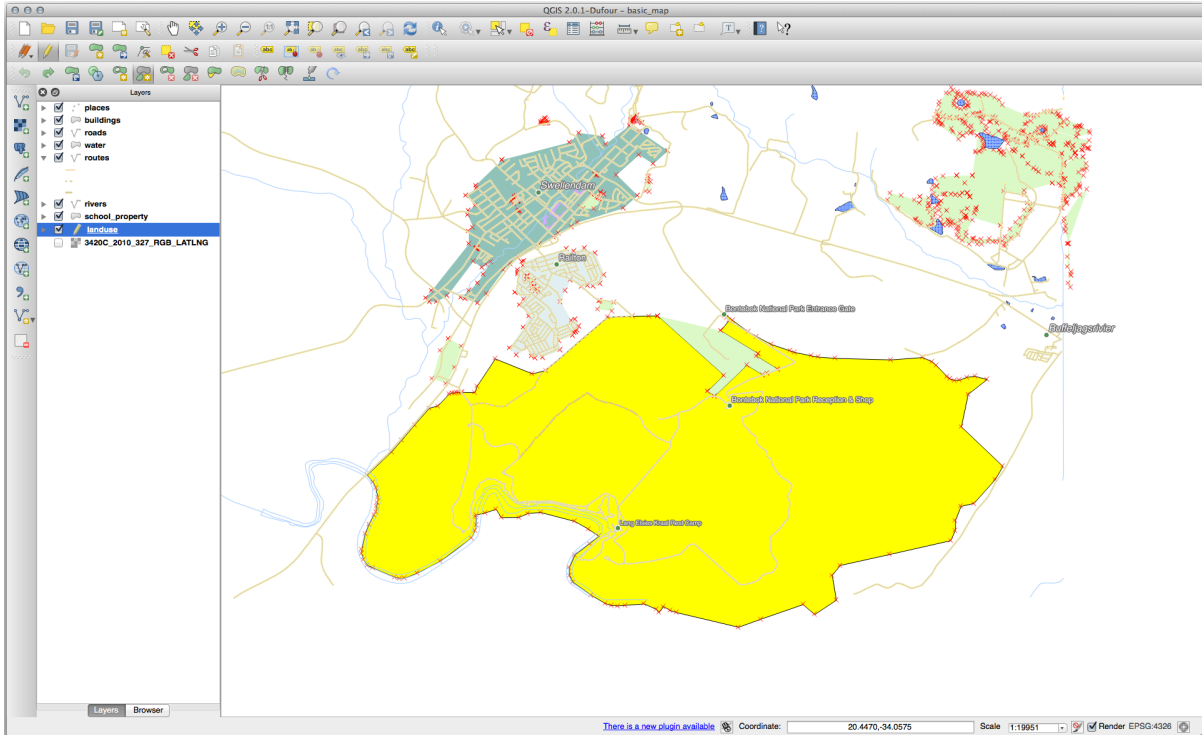 QGIS 2.0.1-Dufour - basic_map
Layers
places
buildings
roads
water
routes
rivers
school_property
landuse
3420C_2010_327_RGB_LATLNG
Swellendam
Railton
Bontebok National Park Entrance Gate
Buffeljagsrivier
Bontebok National Park Reception & Shop
Lang Elsies Kraal Rest Camp
Layers Browser
There is a new plugin available Coordinate: 20.4470,-34.0575 Scale 1:19951 Render EPSG:4326